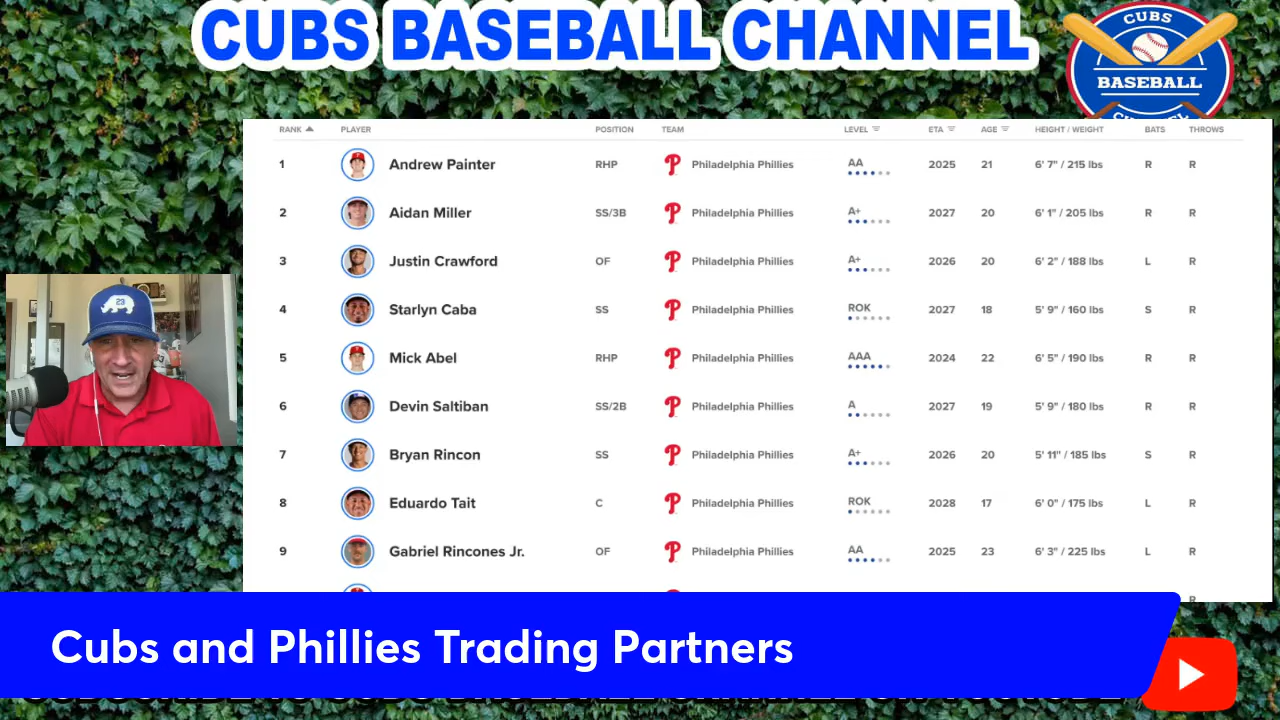 CUBS BASEBALL CHANNEL
CUBS
BASEBALL
CHANNEL
RANK PLAYER POSITION TEAM LEVEL ETA AGE HEIGHT / WEIGHT BATS THROWS
1 Andrew Painter RHP Philadelphia Phillies AA 2025 21 6' 7" / 215 lbs R R
2 Aidan Miller SS/3B Philadelphia Phillies A+ 2027 20 6' 1" / 205 lbs R R
3 Justin Crawford OF Philadelphia Phillies A+ 2026 20 6' 2" / 188 lbs L R
4 Starlyn Caba SS Philadelphia Phillies ROK 2027 18 5' 9" / 160 lbs S R
5 Mick Abel RHP Philadelphia Phillies AAA 2024 22 6' 5" / 190 lbs R R
6 Devin Saltiban SS/2B Philadelphia Phillies A 2027 19 5' 9" / 180 lbs R R
7 Bryan Rincon SS Philadelphia Phillies A+ 2026 20 5' 11" / 185 lbs S R
8 Eduardo Tait C Philadelphia Phillies ROK 2028 17 6' 0" / 175 lbs L R
9 Gabriel Rincones Jr. OF Philadelphia Phillies AA 2025 23 6' 3" / 225 lbs L R
R
23
Cubs and Phillies Trading Partners